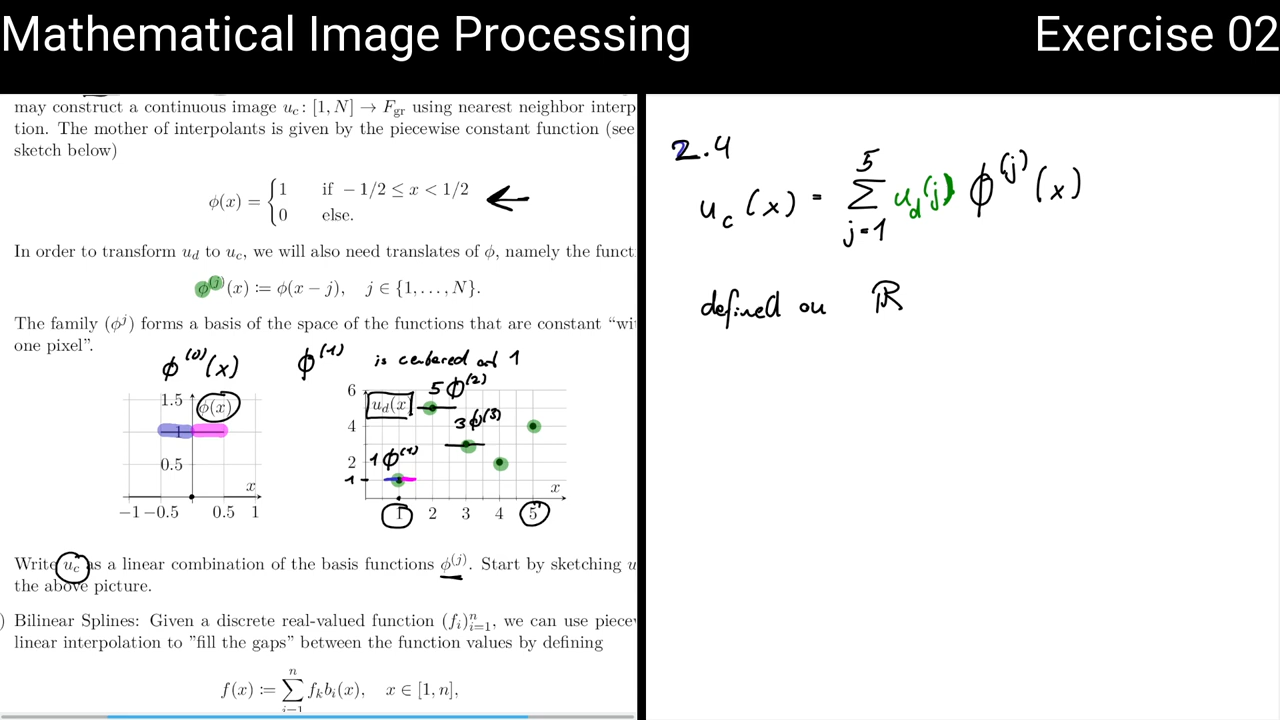 Mathematical Image Processing Exercise 02
may construct a continuous image u_c : [1, N] → F_gr using nearest neighbor interp
tion. The mother of interpolants is given by the piecewise constant function (see
sketch below)
ϕ(x) = { 1 if −1/2 ≤ x < 1/2
0 else.
In order to transform u_d to u_c, we will also need translates of ϕ, namely the funct
ϕ^(j)(x) ≔ ϕ(x − j), j ∈ {1, . . . , N}.
The family (ϕ^j) forms a basis of the space of the functions that are constant “wi
one pixel”.
ϕ^(0)(x)
ϕ^(1) is centered at 1
1.5 ϕ(x)
1
0.5
x
−1 −0.5 0.5 1
6 u_d(x) 5ϕ^(2)
4 3ϕ^(3)
2 1ϕ^(1)
1
x
1 2 3 4 5
Write u_c as a linear combination of the basis functions ϕ^(j). Start by sketching u
the above picture.
) Bilinear Splines: Given a discrete real-valued function (f_i)_{i=1}^n, we can use piece
linear interpolation to ”fill the gaps” between the function values by defining
f(x) ≔ ∑_{i=1}^n f_k b_i(x), x ∈ [1, n],
2.4
u_c(x) = ∑_{j=1}^5 u_d(j) ϕ^(j)(x)
defined on ℝ